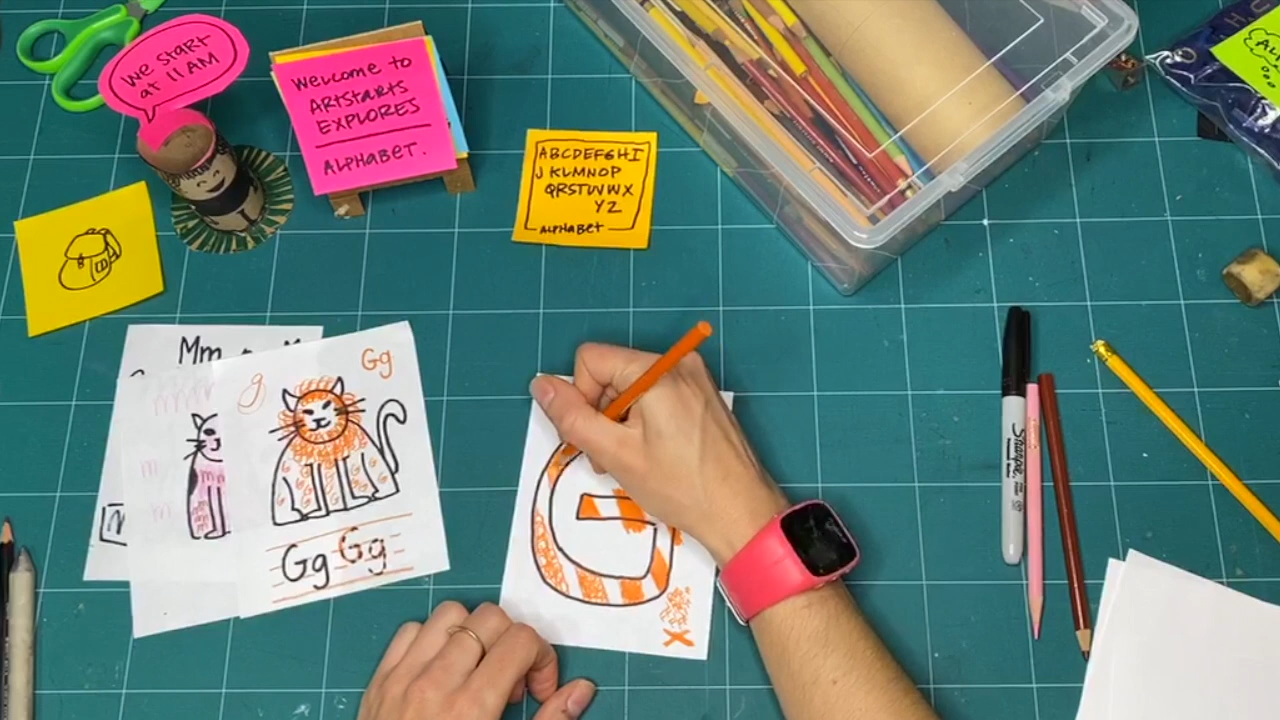 We START
at 11 AM
Welcome to
ARTSTARTS
EXPLORES
ALPHABET.
ABCDEFGHI
JKLMNOP
QRSTUVWX
YZ
ALPHABET
Mm
g
Gg
Gg Gg
G
X
Sharpie